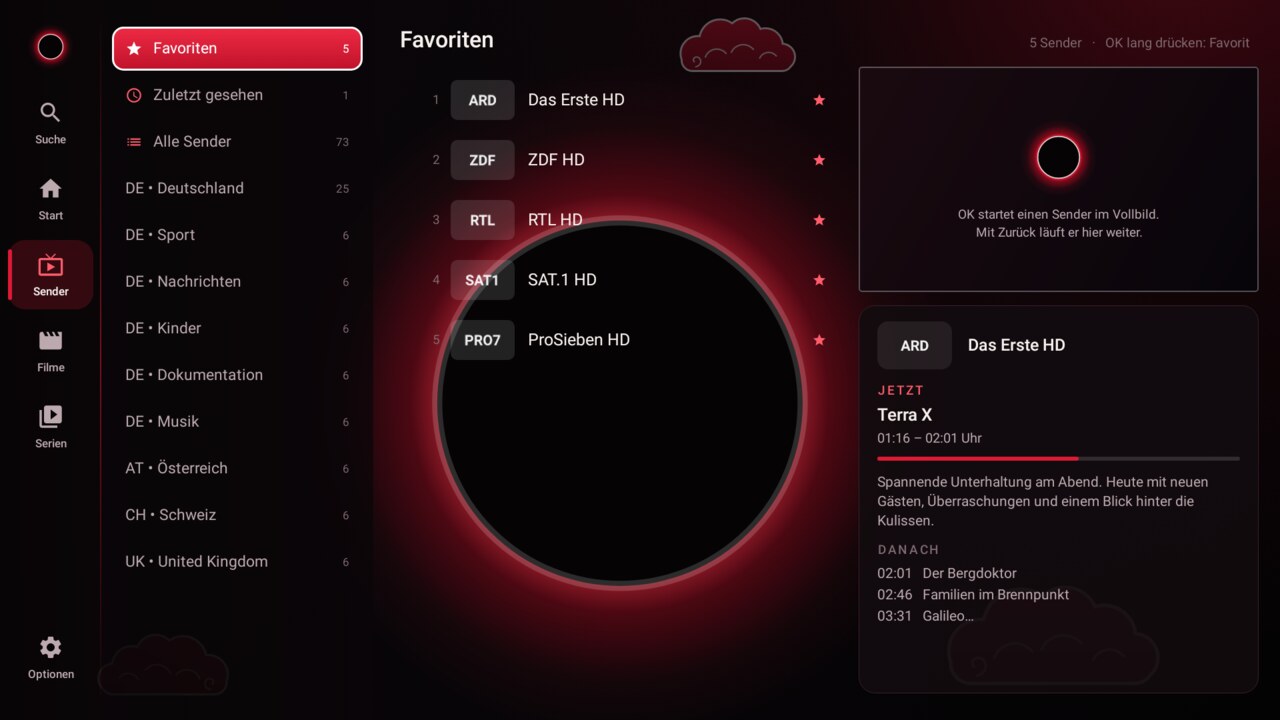 Suche
Start
Sender
Filme
Serien
Optionen
Favoriten 5
Zuletzt gesehen 1
Alle Sender 73
DE • Deutschland 25
DE • Sport 6
DE • Nachrichten 6
DE • Kinder 6
DE • Dokumentation 6
DE • Musik 6
AT • Österreich 6
CH • Schweiz 6
UK • United Kingdom 6
Favoriten
5 Sender · OK lang drücken: Favorit
1 ARD Das Erste HD
2 ZDF ZDF HD
3 RTL RTL HD
4 SAT1 SAT.1 HD
5 PRO7 ProSieben HD
OK startet einen Sender im Vollbild.
Mit Zurück läuft er hier weiter.
ARD Das Erste HD
JETZT
Terra X
01:16 – 02:01 Uhr
Spannende Unterhaltung am Abend. Heute mit neuen
Gästen, Überraschungen und einem Blick hinter die
Kulissen.
DANACH
02:01 Der Bergdoktor
02:46 Familien im Brennpunkt
03:31 Galileo…